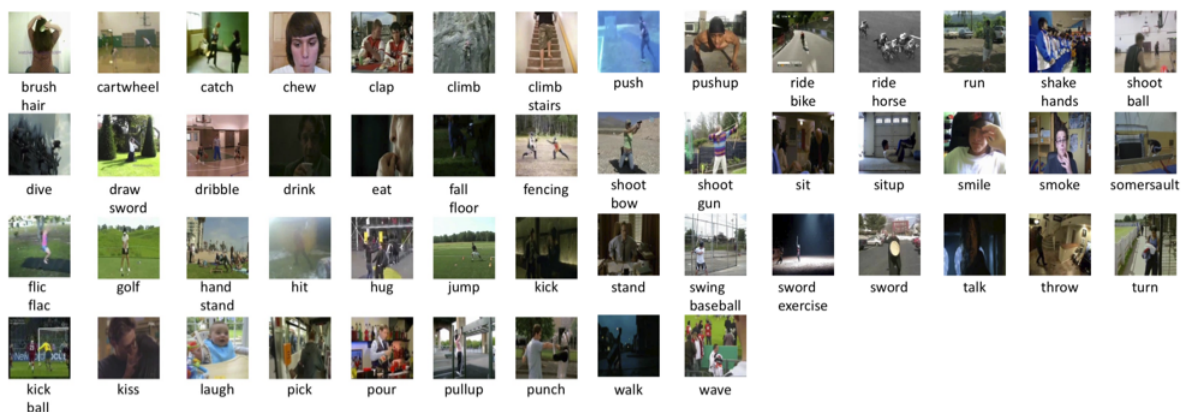 brush hair
cartwheel
catch
chew
clap
climb
climb stairs
push
pushup
ride bike
ride horse
run
shake hands
shoot ball
dive
draw sword
dribble
drink
eat
fall floor
fencing
shoot bow
shoot gun
sit
situp
smile
smoke
somersault
flic flac
golf
hand stand
hit
hug
jump
kick
stand
swing baseball
sword exercise
sword
talk
throw
turn
kick ball
kiss
laugh
pick
pour
pullup
punch
walk
wave